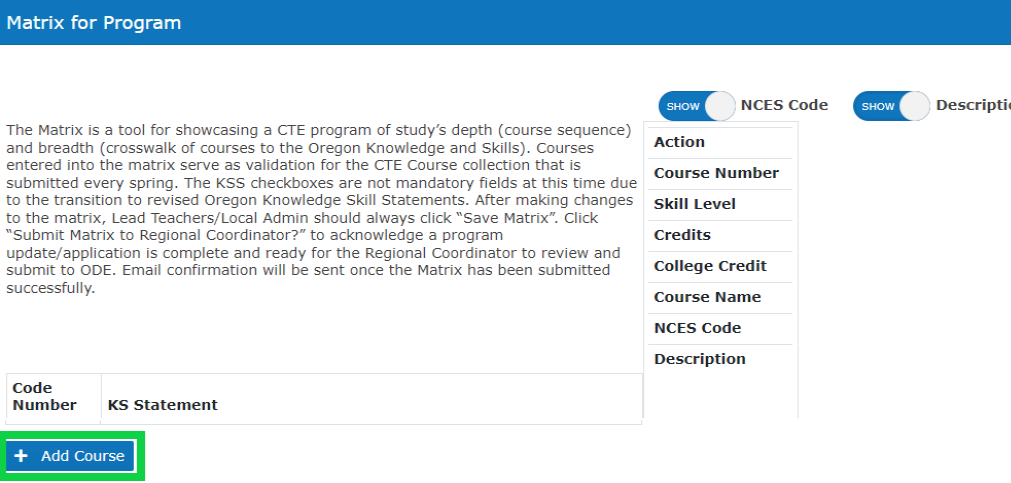 Matrix for Program
SHOW NCES Code SHOW Descriptio
The Matrix is a tool for showcasing a CTE program of study’s depth (course sequence)
and breadth (crosswalk of courses to the Oregon Knowledge and Skills). Courses
entered into the matrix serve as validation for the CTE Course collection that is
submitted every spring. The KSS checkboxes are not mandatory fields at this time due
to the transition to revised Oregon Knowledge Skill Statements. After making changes
to the matrix, Lead Teachers/Local Admin should always click “Save Matrix”. Click
“Submit Matrix to Regional Coordinator?” to acknowledge a program
update/application is complete and ready for the Regional Coordinator to review and
submit to ODE. Email confirmation will be sent once the Matrix has been submitted
successfully.
Action
Course Number
Skill Level
Credits
College Credit
Course Name
NCES Code
Description
Code
Number
KS Statement
+ Add Course